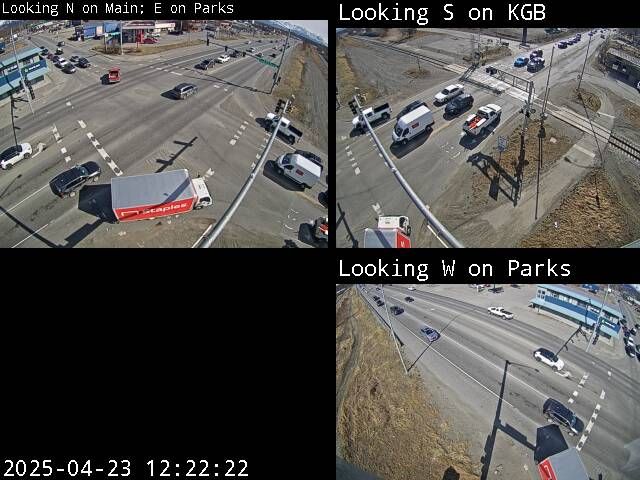 Looking N on Main; E on Parks
Looking S on KGB
Staples
Looking W on Parks
2025-04-23 12:22:22